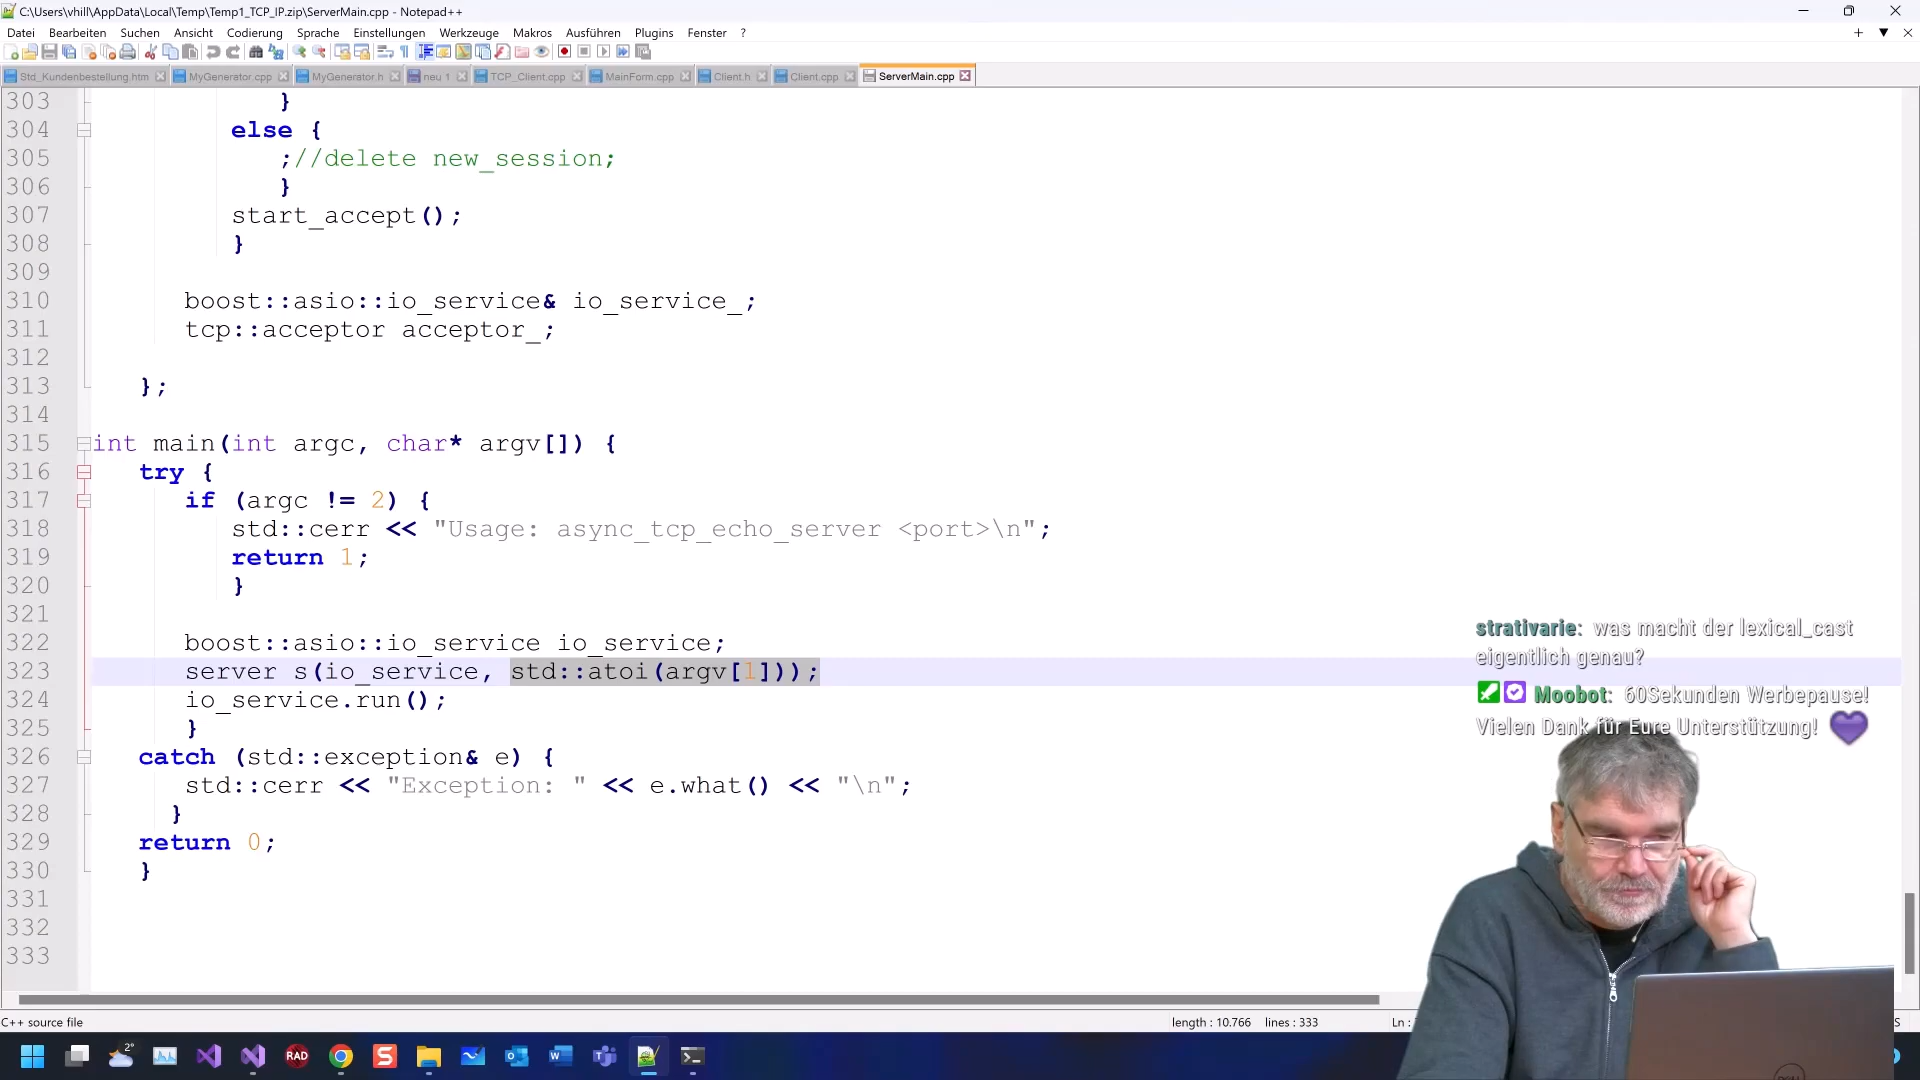 C:\Users\vhill\AppData\Local\Temp\Temp1_TCP_IP.zip\ServerMain.cpp - Notepad++
Datei Bearbeiten Suchen Ansicht Codierung Sprache Einstellungen Werkzeuge Makros Ausführen Plugins Fenster ?
Std_Kundenbestellung.htm MyGenerator.cpp MyGenerator.h neu 1 TCP_Client.cpp MainForm.cpp Client.h Client.cpp ServerMain.cpp
303 }
304 else {
305 ;//delete new_session;
306 }
307 start_accept();
308 }
309
310 boost::asio::io_service& io_service_;
311 tcp::acceptor acceptor_;
312
313 };
314
315 int main(int argc, char* argv[]) {
316 try {
317 if (argc != 2) {
318 std::cerr << "Usage: async_tcp_echo_server <port>\n";
319 return 1;
320 }
321
322 boost::asio::io_service io_service;
323 server s(io_service, std::atoi(argv[1]));
324 io_service.run();
325 }
326 catch (std::exception& e) {
327 std::cerr << "Exception: " << e.what() << "\n";
328 }
329 return 0;
330 }
331
332
333
strativarie: was macht der lexical_cast
eigentlich genau?
Moobot: 60Sekunden Werbepause!
Vielen Dank für Eure Unterstützung!
C++ source file length : 10.766 lines : 333 Ln :
2°
RAD